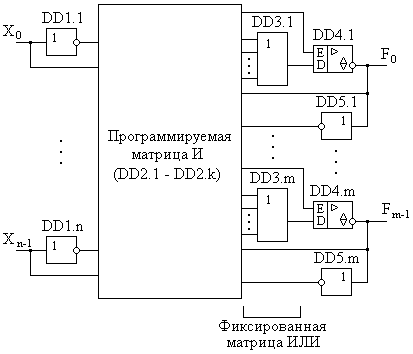 DD1.1
DD3.1
DD4.1
X0
1
1
E
D
F0
DD5.1
1
Программируемая
матрица И
(DD2.1 - DD2.k)
DD3.m
DD4.m
1
E
D
Fm-1
DD1.n
Xn-1
1
DD5.m
1
Фиксированная
матрица ИЛИ